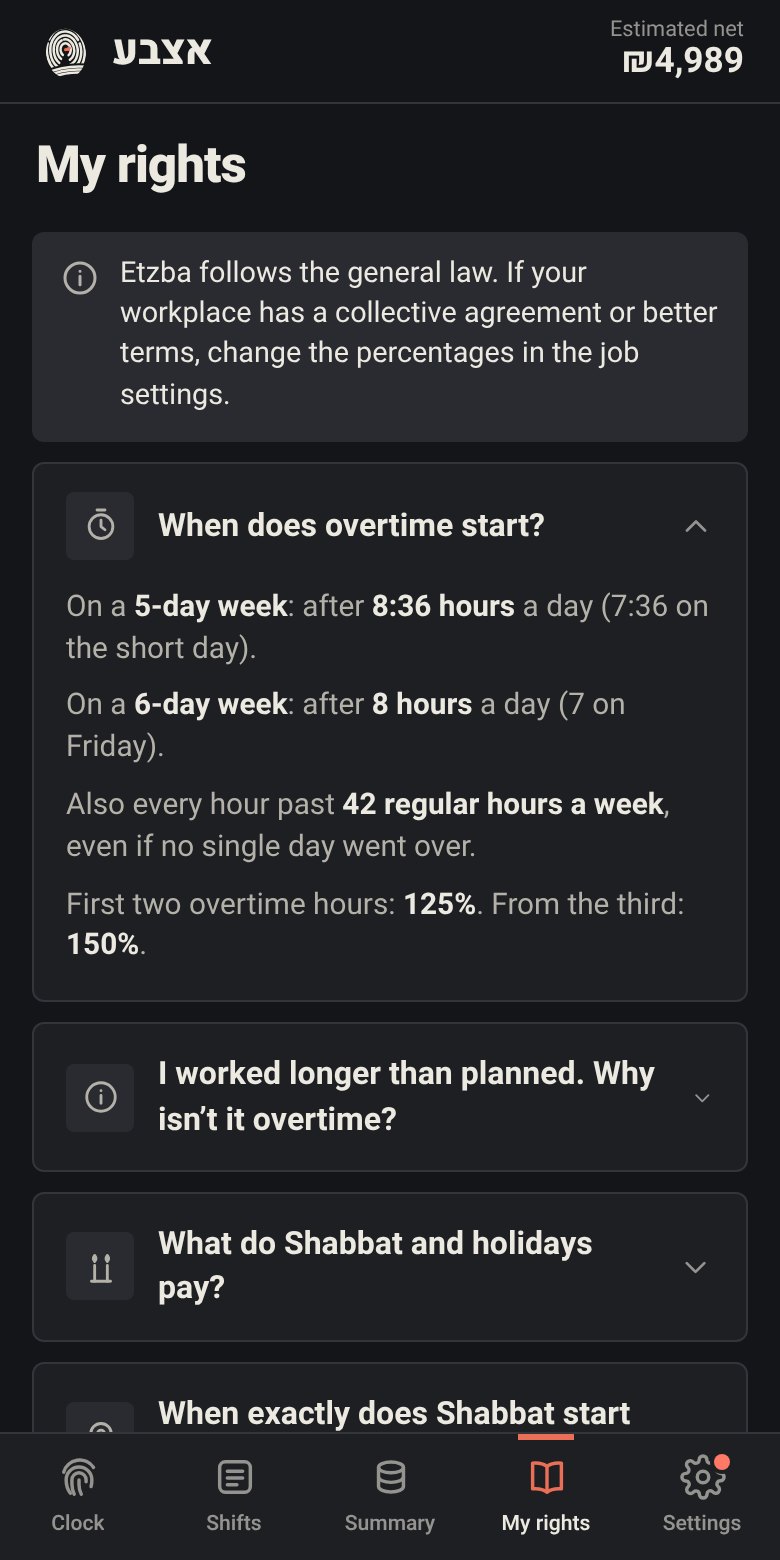 אצבע
Estimated net
₪4,989
My rights
Etzba follows the general law. If your
workplace has a collective agreement or better
terms, change the percentages in the job
settings.
When does overtime start?
On a 5-day week: after 8:36 hours a day (7:36 on
the short day).
On a 6-day week: after 8 hours a day (7 on
Friday).
Also every hour past 42 regular hours a week,
even if no single day went over.
First two overtime hours: 125%. From the third:
150%.
I worked longer than planned. Why
isn’t it overtime?
What do Shabbat and holidays
pay?
When exactly does Shabbat start
Clock
Shifts
Summary
My rights
Settings